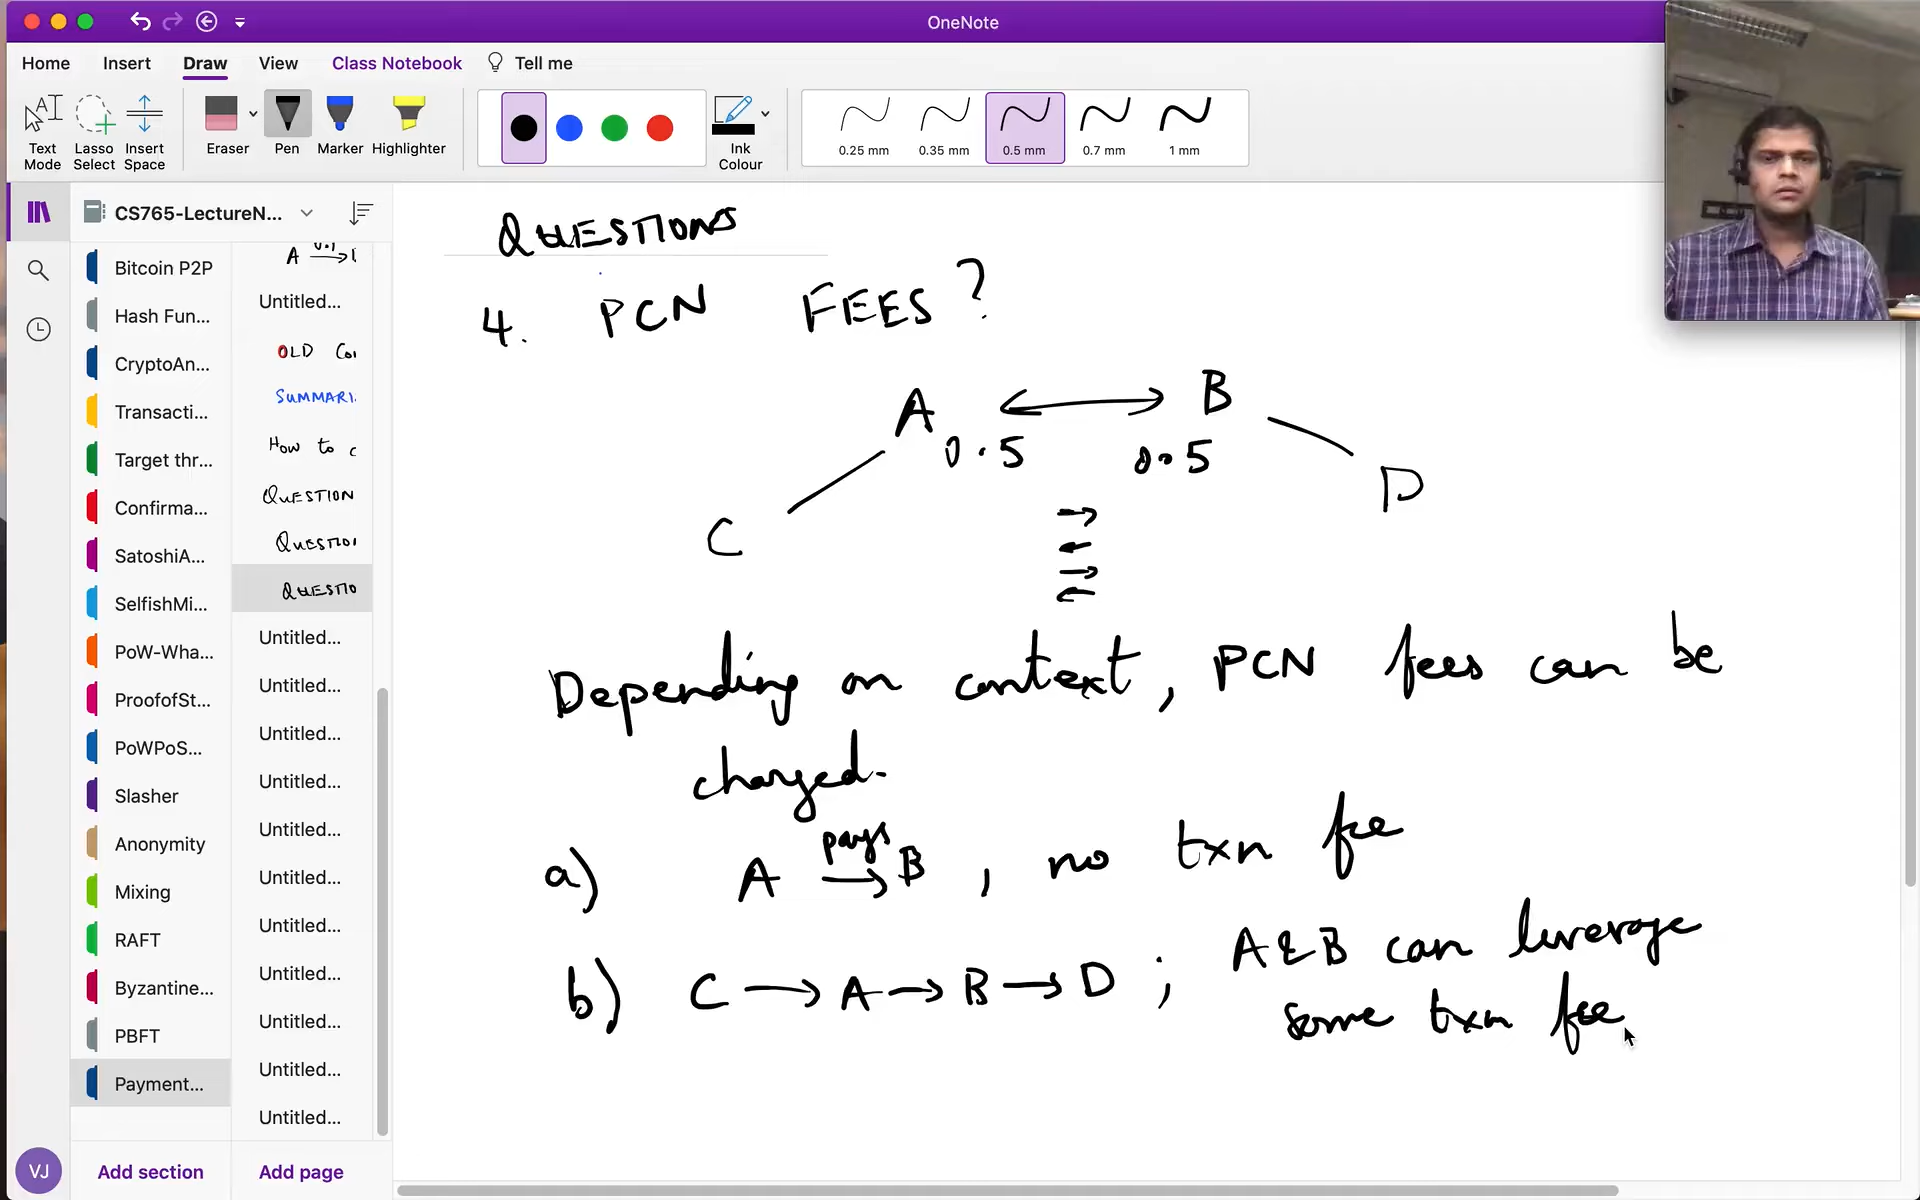 OneNote
Home Insert Draw View Class Notebook Tell me
Text Mode
Lasso Select
Insert Space
Eraser
Pen
Marker
Highlighter
Ink Colour
0.25 mm
0.35 mm
0.5 mm
0.7 mm
1 mm
CS765-LectureN...
Bitcoin P2P
Hash Fun...
CryptoAn...
Transacti...
Target thr...
Confirma...
SatoshiA...
SelfishMi...
PoW-Wha...
ProofofSt...
PoWPoS...
Slasher
Anonymity
Mixing
RAFT
Byzantine...
PBFT
Payment...
A 0.1
Untitled...
OLD Co
SUMMARI
How to c
QUESTION
QUESTIO
QUESTIO
Untitled...
Untitled...
Untitled...
Untitled...
Untitled...
Untitled...
Untitled...
Untitled...
Untitled...
Untitled...
Untitled...
VJ
Add section
Add page
QUESTIONS
4. PCN FEES?
A ↔ B
0.5 0.5
C D
→
←
→
←
Depending on context, PCN fees can be
charged.
a) A pays → B, no txn fee
b) C → A → B → D; A & B can leverage
some txn fee